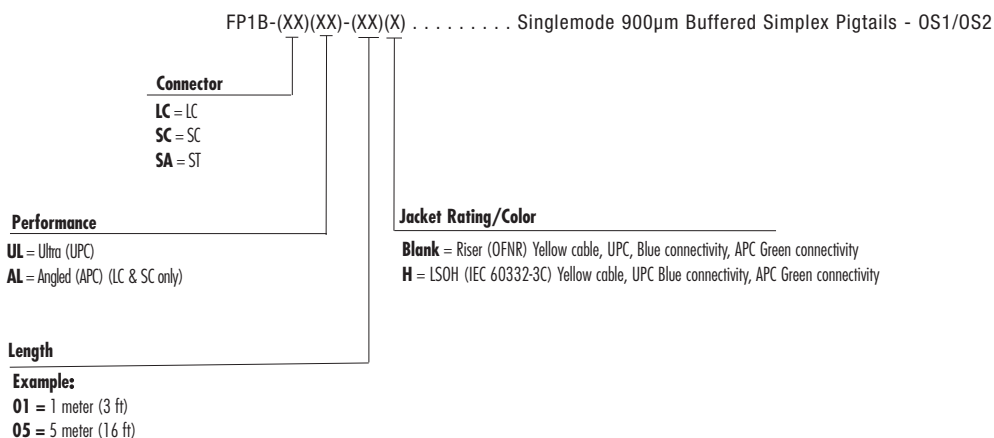 FP1B-(XX)(XX)-(XX)(X) . . . . . . . . . Singlemode 900µm Buffered Simplex Pigtails - OS1/OS2
Connector
LC = LC
SC = SC
SA = ST
Performance
UL = Ultra (UPC)
AL = Angled (APC) (LC & SC only)
Jacket Rating/Color
Blank = Riser (OFNR) Yellow cable, UPC, Blue connectivity, APC Green connectivity
H = LSOH (IEC 60332-3C) Yellow cable, UPC Blue connectivity, APC Green connectivity
Length
Example:
01 = 1 meter (3 ft)
05 = 5 meter (16 ft)